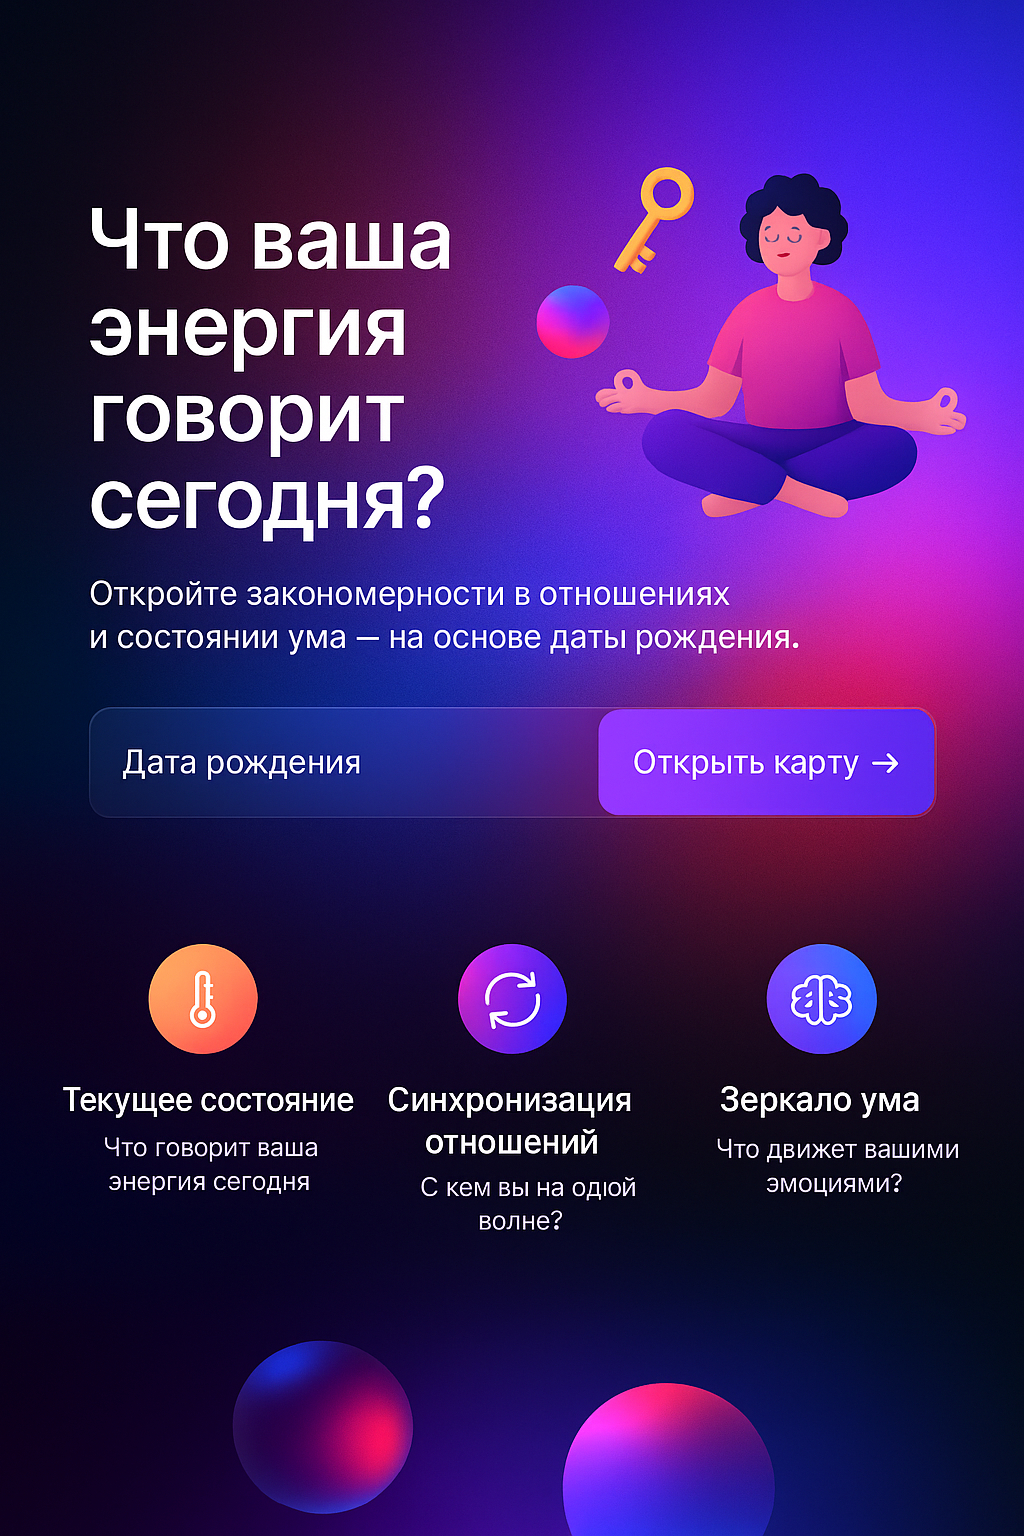 Что ваша
энергия
говорит
сегодня?
Откройте закономерности в отношениях
и состоянии ума — на основе даты рождения.
Дата рождения
Открыть карту →
Текущее состояние
Что говорит ваша
энергия сегодня
Синхронизация
отношений
С кем вы на одюй
волне?
Зеркало ума
Что движет вашими
эмоциями?